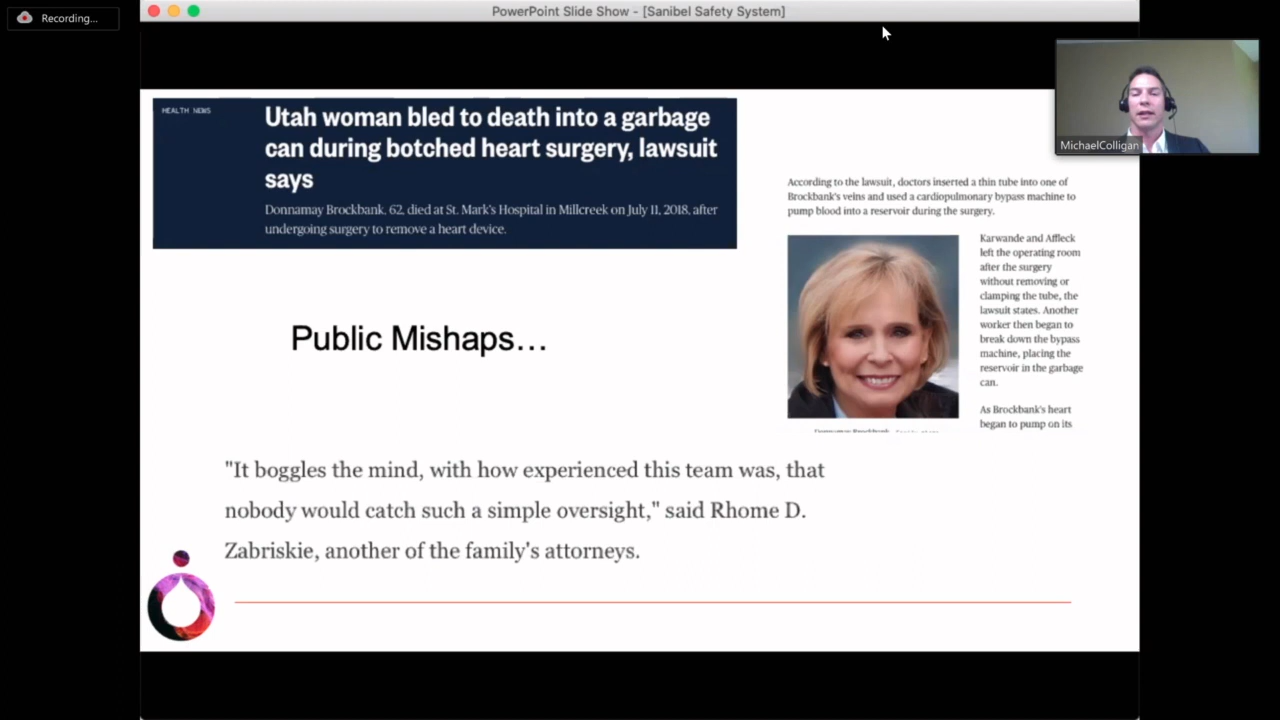 Recording...
PowerPoint Slide Show - [Sanibel Safety System]
MichaelColligan
HEALTH NEWS
Utah woman bled to death into a garbage
can during botched heart surgery, lawsuit
says
Donnamay Brockbank, 62, died at St. Mark's Hospital in Millcreek on July 11, 2018, after
undergoing surgery to remove a heart device.
According to the lawsuit, doctors inserted a thin tube into one of
Brockbank's veins and used a cardiopulmonary bypass machine to
pump blood into a reservoir during the surgery.
Karwande and Affleck
left the operating room
after the surgery
without removing or
clamping the tube, the
lawsuit states. Another
worker then began to
break down the bypass
machine, placing the
reservoir in the garbage
can.
As Brockbank's heart
began to pump on its
Public Mishaps...
"It boggles the mind, with how experienced this team was, that
nobody would catch such a simple oversight," said Rhome D.
Zabriskie, another of the family's attorneys.